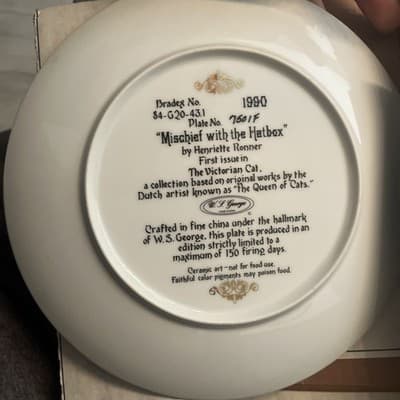 Bradex No. 1990
84-G20-43.1
Plate No. 7501F
"Mischief with the Hatbox"
by Henriette Ronner
First issue in
The Victorian Cat,
a collection based on original works by the
Dutch artist known as "The Queen of Cats."
W.S. George
Crafted in fine china under the hallmark
of W.S. George, this plate is produced in an
edition strictly limited to a
maximum of 150 firing days.
Ceramic art—not for food use.
Faithful color pigments may poison food.